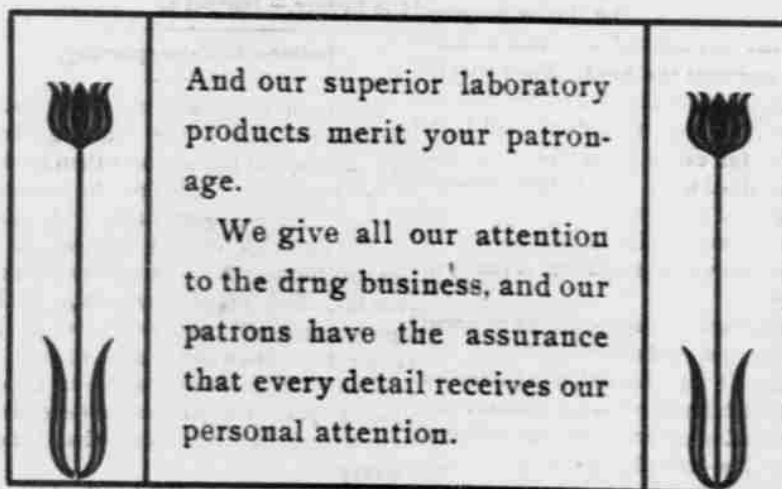 And our superior laboratory
products merit your patron-
age.
We give all our attention
to the drng business, and our
patrons have the assurance
that every detail receives our
personal attention.